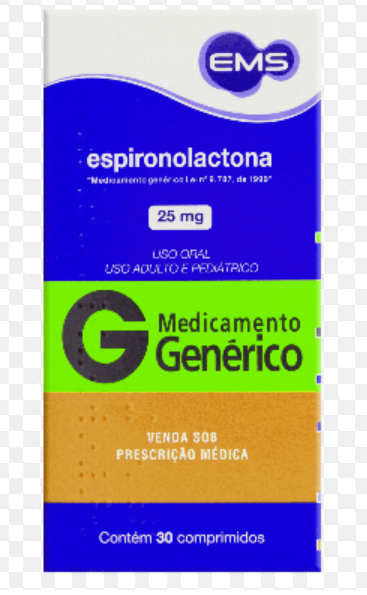 EMS
espironolactona
"Medicamento genérico Lei nº 9.787, de 1999"
25 mg
USO ORAL
USO ADULTO E PEDIÁTRICO
G Medicamento
Genérico
VENDA SOB
PRESCRIÇÃO MÉDICA
Contém 30 comprimidos